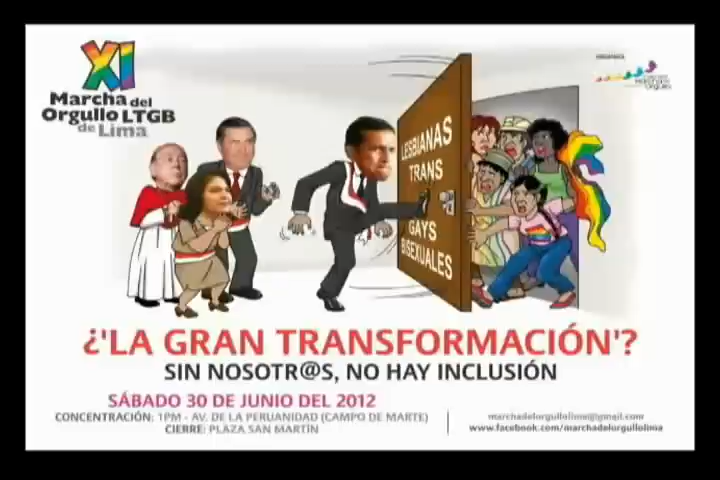 XI
Marcha del
Orgullo LTGB
de Lima
LESBIANAS
TRANS
GAYS
BISEXUALES
¿'LA GRAN TRANSFORMACIÓN'?
SIN NOSOTR@S, NO HAY INCLUSIÓN
SÁBADO 30 DE JUNIO DEL 2012
CONCENTRACIÓN: 1PM - AV. DE LA PERUANIDAD (CAMPO DE MARTE)
CIERRE: PLAZA SAN MARTÍN
marchadelorgullolima@gmail.com
www.facebook.com/marchadelorgullolima